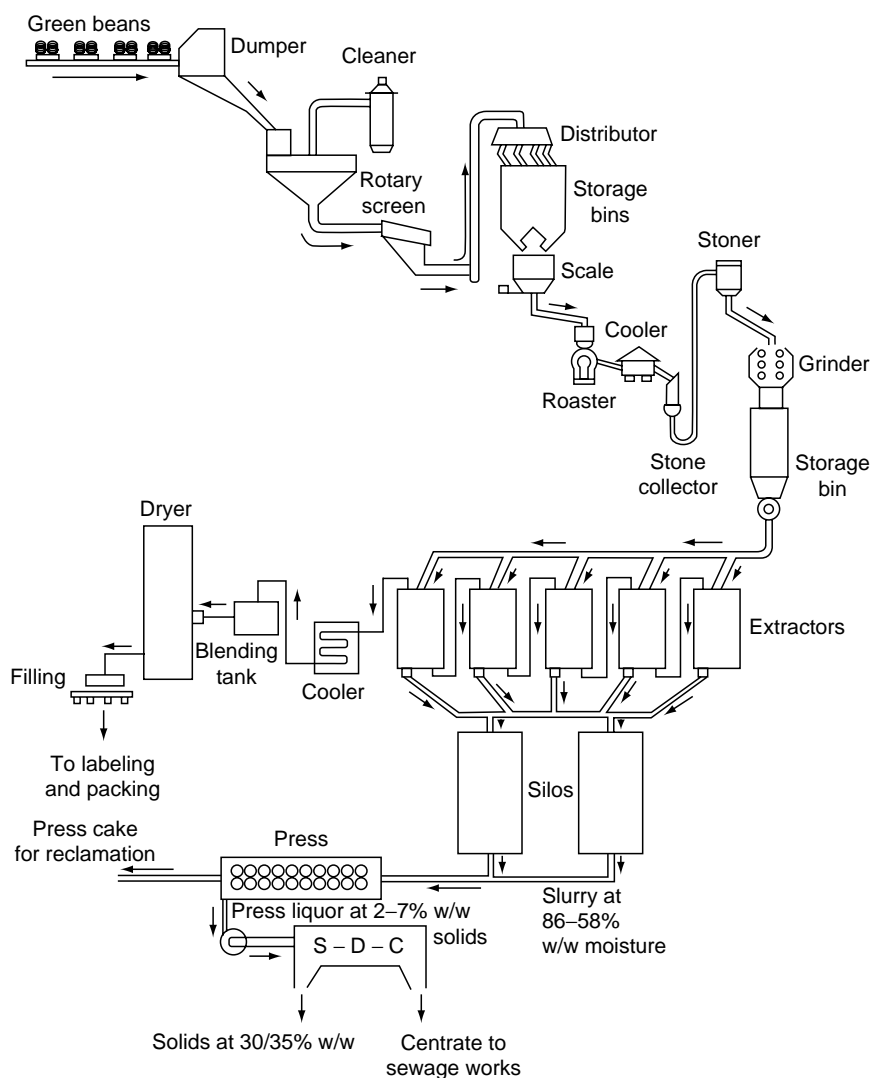 Green beans
Dumper
Cleaner
Distributor
Rotary
screen
Storage
bins
Stoner
Scale
Cooler
Grinder
Roaster
Stone
collector
Storage
bin
Dryer
Extractors
Blending
tank
Filling
Cooler
To labeling
and packing
Silos
Press cake
for reclamation
Press
Slurry at
86–58%
w/w moisture
Press liquor at 2–7% w/w
solids
S – D – C
Solids at 30/35% w/w
Centrate to
sewage works